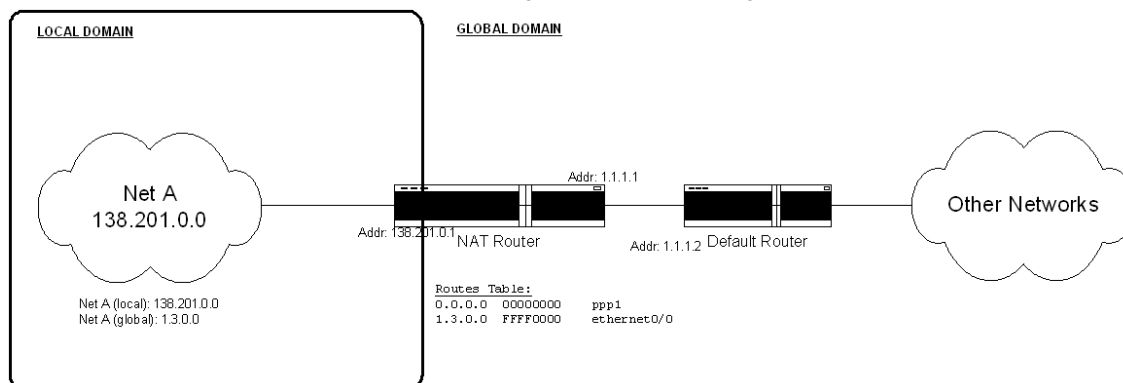 LOCAL DOMAIN
GLOBAL DOMAIN
Net A
138.201.0.0
Addr: 138.201.0.1
NAT Router
Addr: 1.1.1.1
Addr: 1.1.1.2
Default Router
Other Networks
Net A (local): 138.201.0.0
Net A (global): 1.3.0.0
Routes Table:
0.0.0.0 00000000 ppp1
1.3.0.0 FFFF0000 ethernet0/0